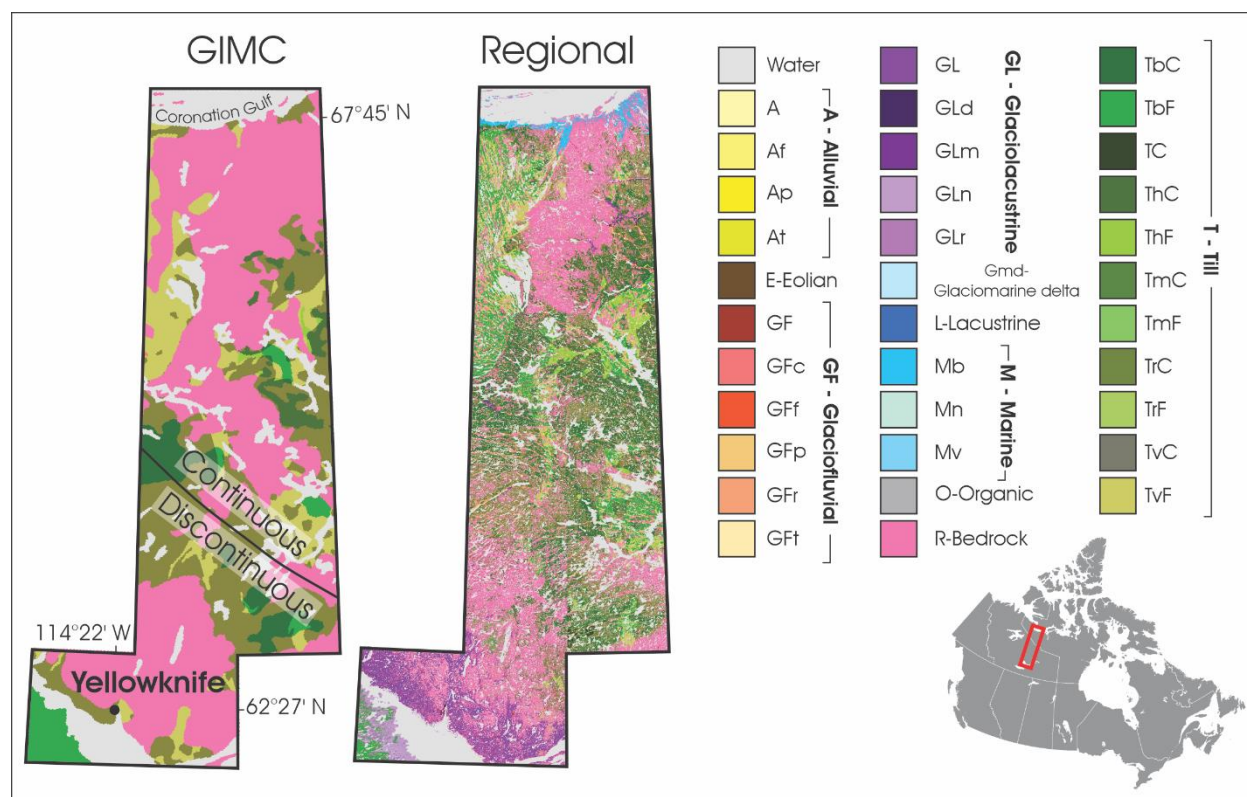 GIMC
Regional
Coronation Gulf
67°45' N
Continuous
Discontinuous
114°22' W
Yellowknife
62°27' N
Water
A
Af
Ap
At
E-Eolian
GF
GFc
GFf
GFp
GFr
GFt
A - Alluvial
GF - Glaciofluvial
GL
GLd
GLm
GLn
GLr
Gmd-
Glaciomarine delta
L-Lacustrine
Mb
Mn
Mv
O-Organic
R-Bedrock
GL - Glaciolacustrine
M - Marine
TbC
TbF
TC
ThC
ThF
TmC
TmF
TrC
TrF
TvC
TvF
T - Till